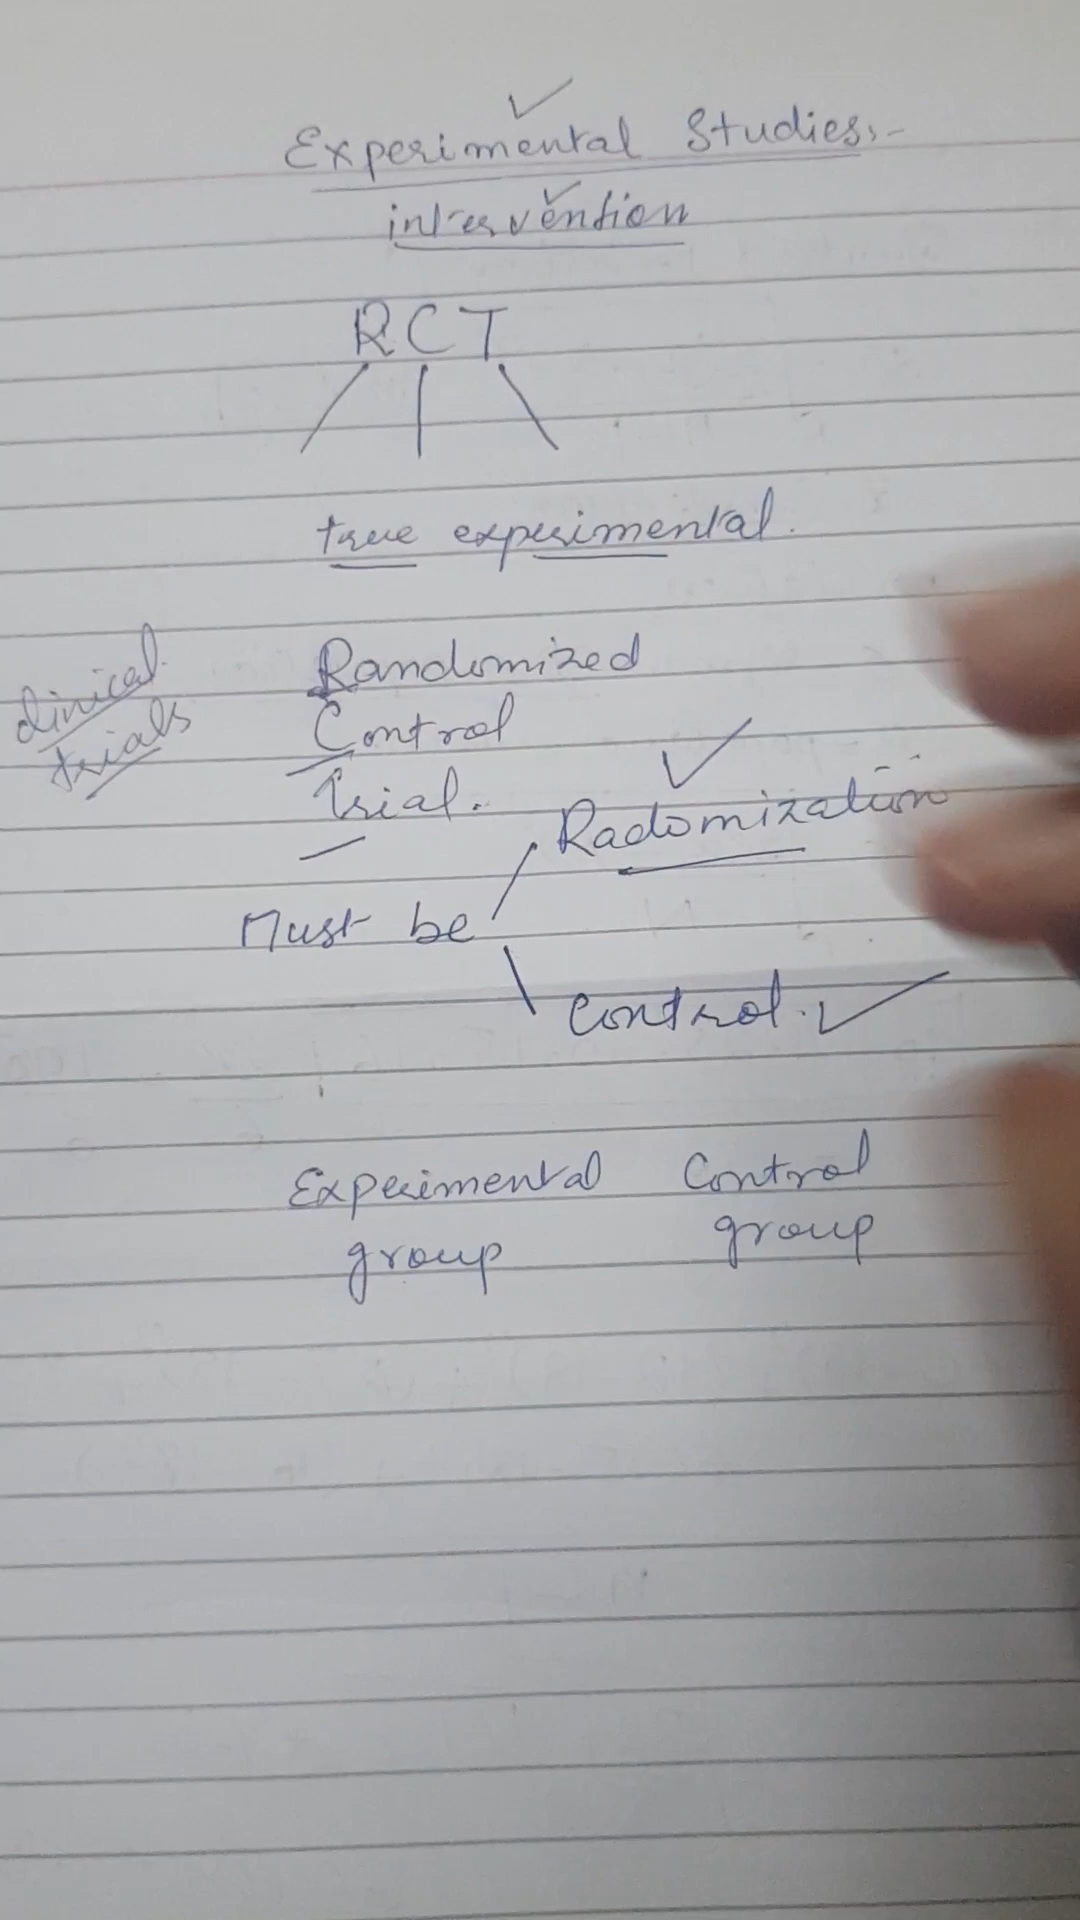 Experimental Studies:-
intervention
RCT
true experimental.
clinical
trials
Randomized
Control
Trial.
Radomization
Must be
Control.
Experimental Control
group group